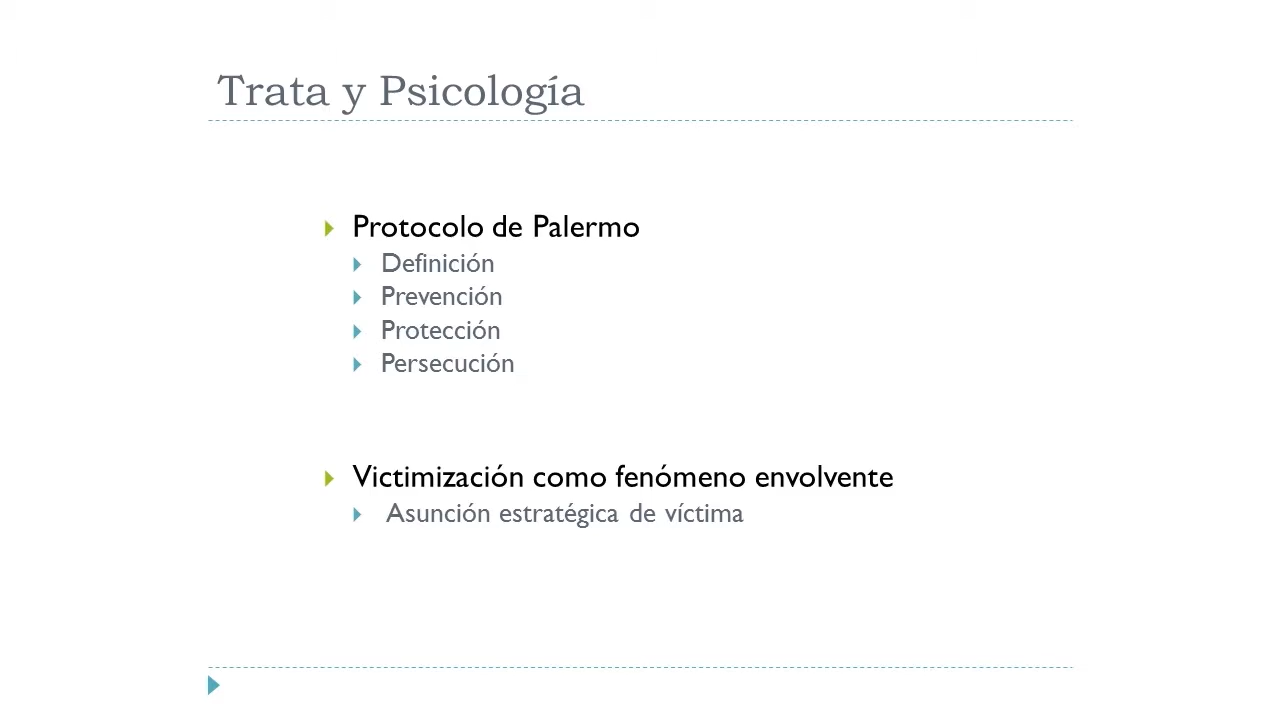 Trata y Psicología
Protocolo de Palermo
Definición
Prevención
Protección
Persecución
Victimización como fenómeno envolvente
Asunción estratégica de víctima